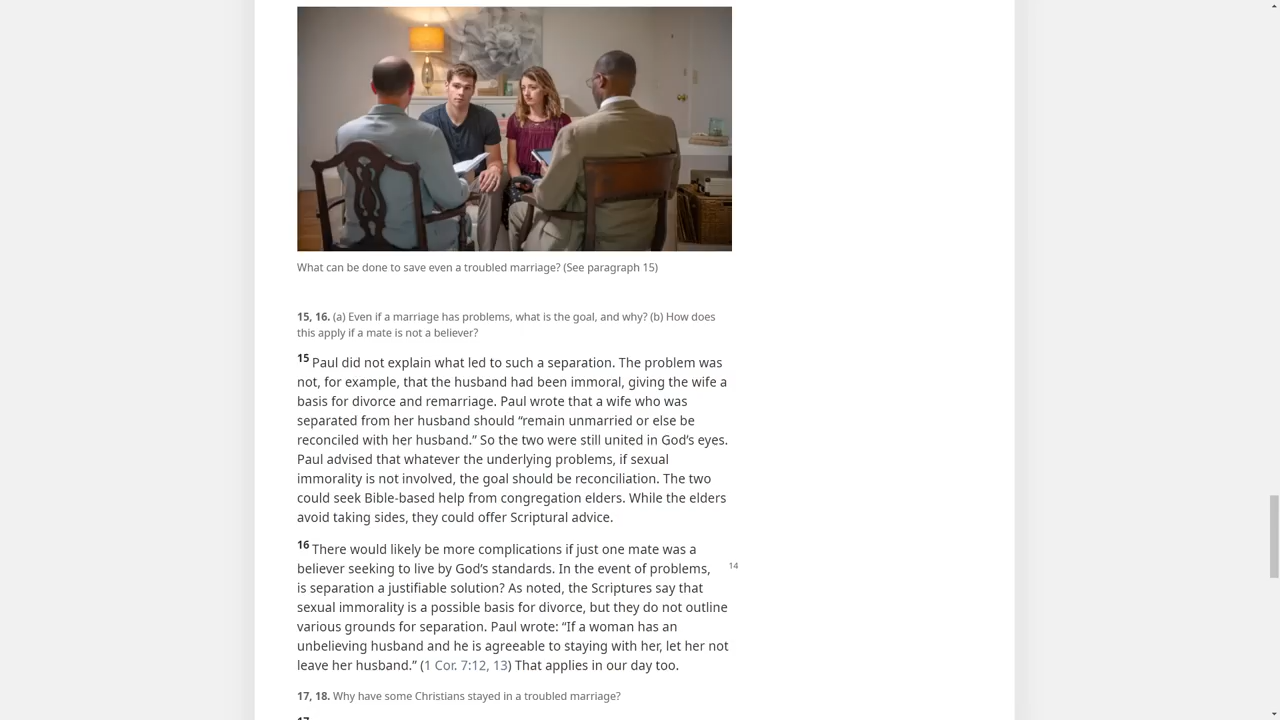 What can be done to save even a troubled marriage? (See paragraph 15)
15, 16. (a) Even if a marriage has problems, what is the goal, and why? (b) How does
this apply if a mate is not a believer?
15 Paul did not explain what led to such a separation. The problem was
not, for example, that the husband had been immoral, giving the wife a
basis for divorce and remarriage. Paul wrote that a wife who was
separated from her husband should “remain unmarried or else be
reconciled with her husband.” So the two were still united in God’s eyes.
Paul advised that whatever the underlying problems, if sexual
immorality is not involved, the goal should be reconciliation. The two
could seek Bible-based help from congregation elders. While the elders
avoid taking sides, they could offer Scriptural advice.
16 There would likely be more complications if just one mate was a
believer seeking to live by God’s standards. In the event of problems,
14
is separation a justifiable solution? As noted, the Scriptures say that
sexual immorality is a possible basis for divorce, but they do not outline
various grounds for separation. Paul wrote: “If a woman has an
unbelieving husband and he is agreeable to staying with her, let her not
leave her husband.” (1 Cor. 7:12, 13) That applies in our day too.
17, 18. Why have some Christians stayed in a troubled marriage?
17